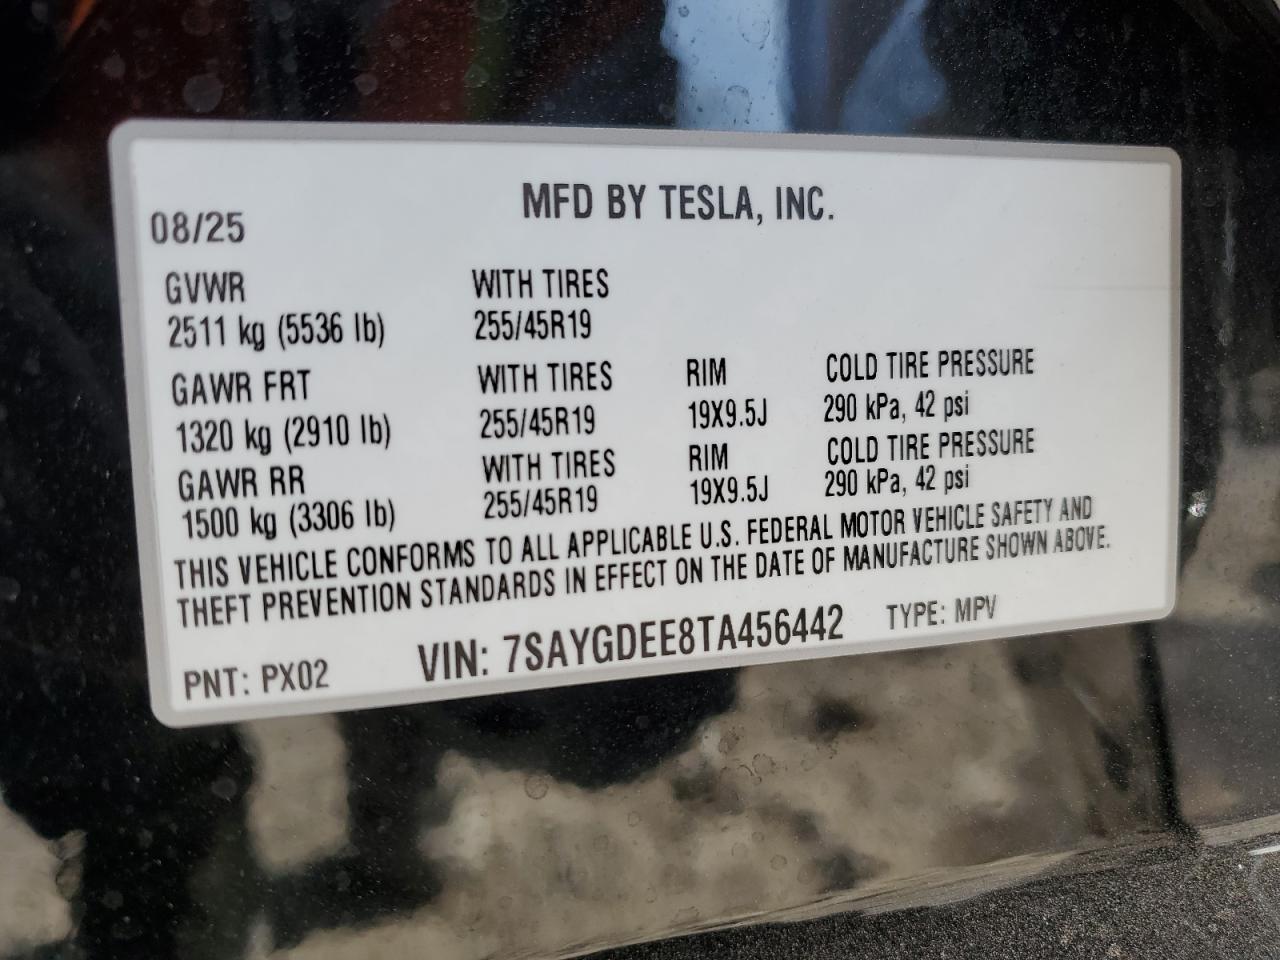 MFD BY TESLA, INC.
08/25
GVWR WITH TIRES
2511 kg (5536 lb) 255/45R19
GAWR FRT WITH TIRES RIM COLD TIRE PRESSURE
1320 kg (2910 lb) 255/45R19 19X9.5J 290 kPa, 42 psi
GAWR RR WITH TIRES RIM COLD TIRE PRESSURE
1500 kg (3306 lb) 255/45R19 19X9.5J 290 kPa, 42 psi
THIS VEHICLE CONFORMS TO ALL APPLICABLE U.S. FEDERAL MOTOR VEHICLE SAFETY AND
THEFT PREVENTION STANDARDS IN EFFECT ON THE DATE OF MANUFACTURE SHOWN ABOVE.
PNT: PX02 VIN: 7SAYGDEE8TA456442 TYPE: MPV